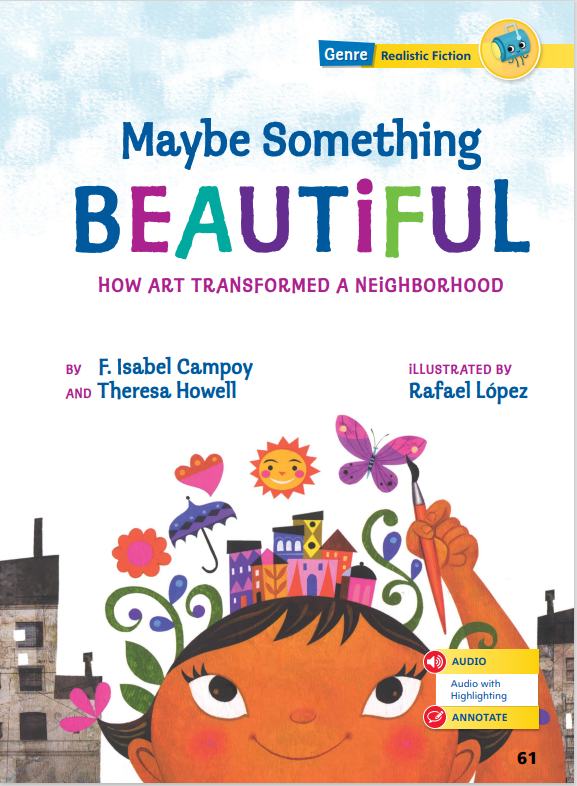 Genre Realistic Fiction
Maybe Something
BEAUTiFUL
HOW ART TRANSFORMED A NEiGHBORHOOD
BY F. Isabel Campoy
AND Theresa Howell
iLLUSTRATED BY
Rafael López
AUDIO
Audio with
Highlighting
ANNOTATE
61